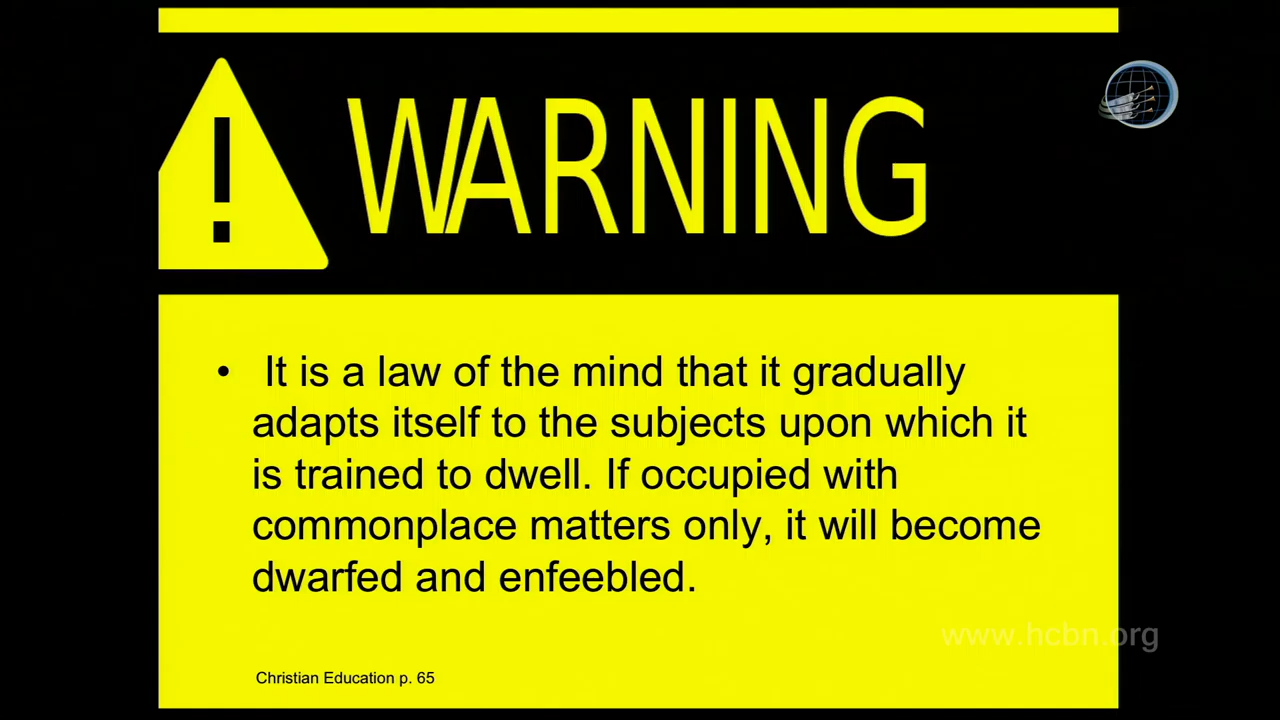 !
WARNING
• It is a law of the mind that it gradually
adapts itself to the subjects upon which it
is trained to dwell. If occupied with
commonplace matters only, it will become
dwarfed and enfeebled.
www.hcbn.org
Christian Education p. 65